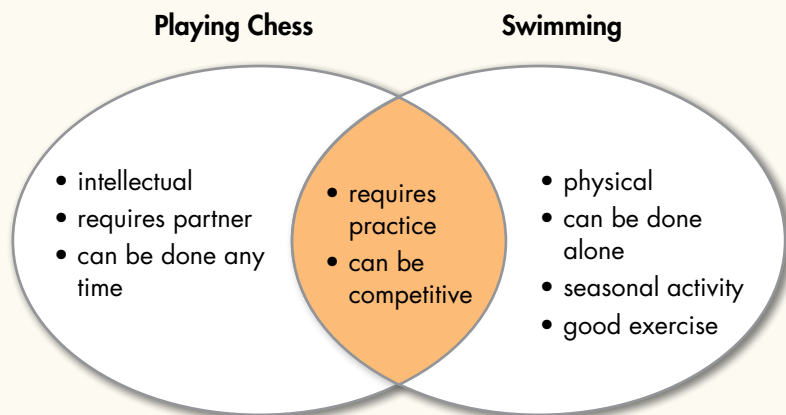 Playing Chess
Swimming
• intellectual
• requires partner
• can be done any
time
• requires
practice
• can be
competitive
• physical
• can be done
alone
• seasonal activity
• good exercise